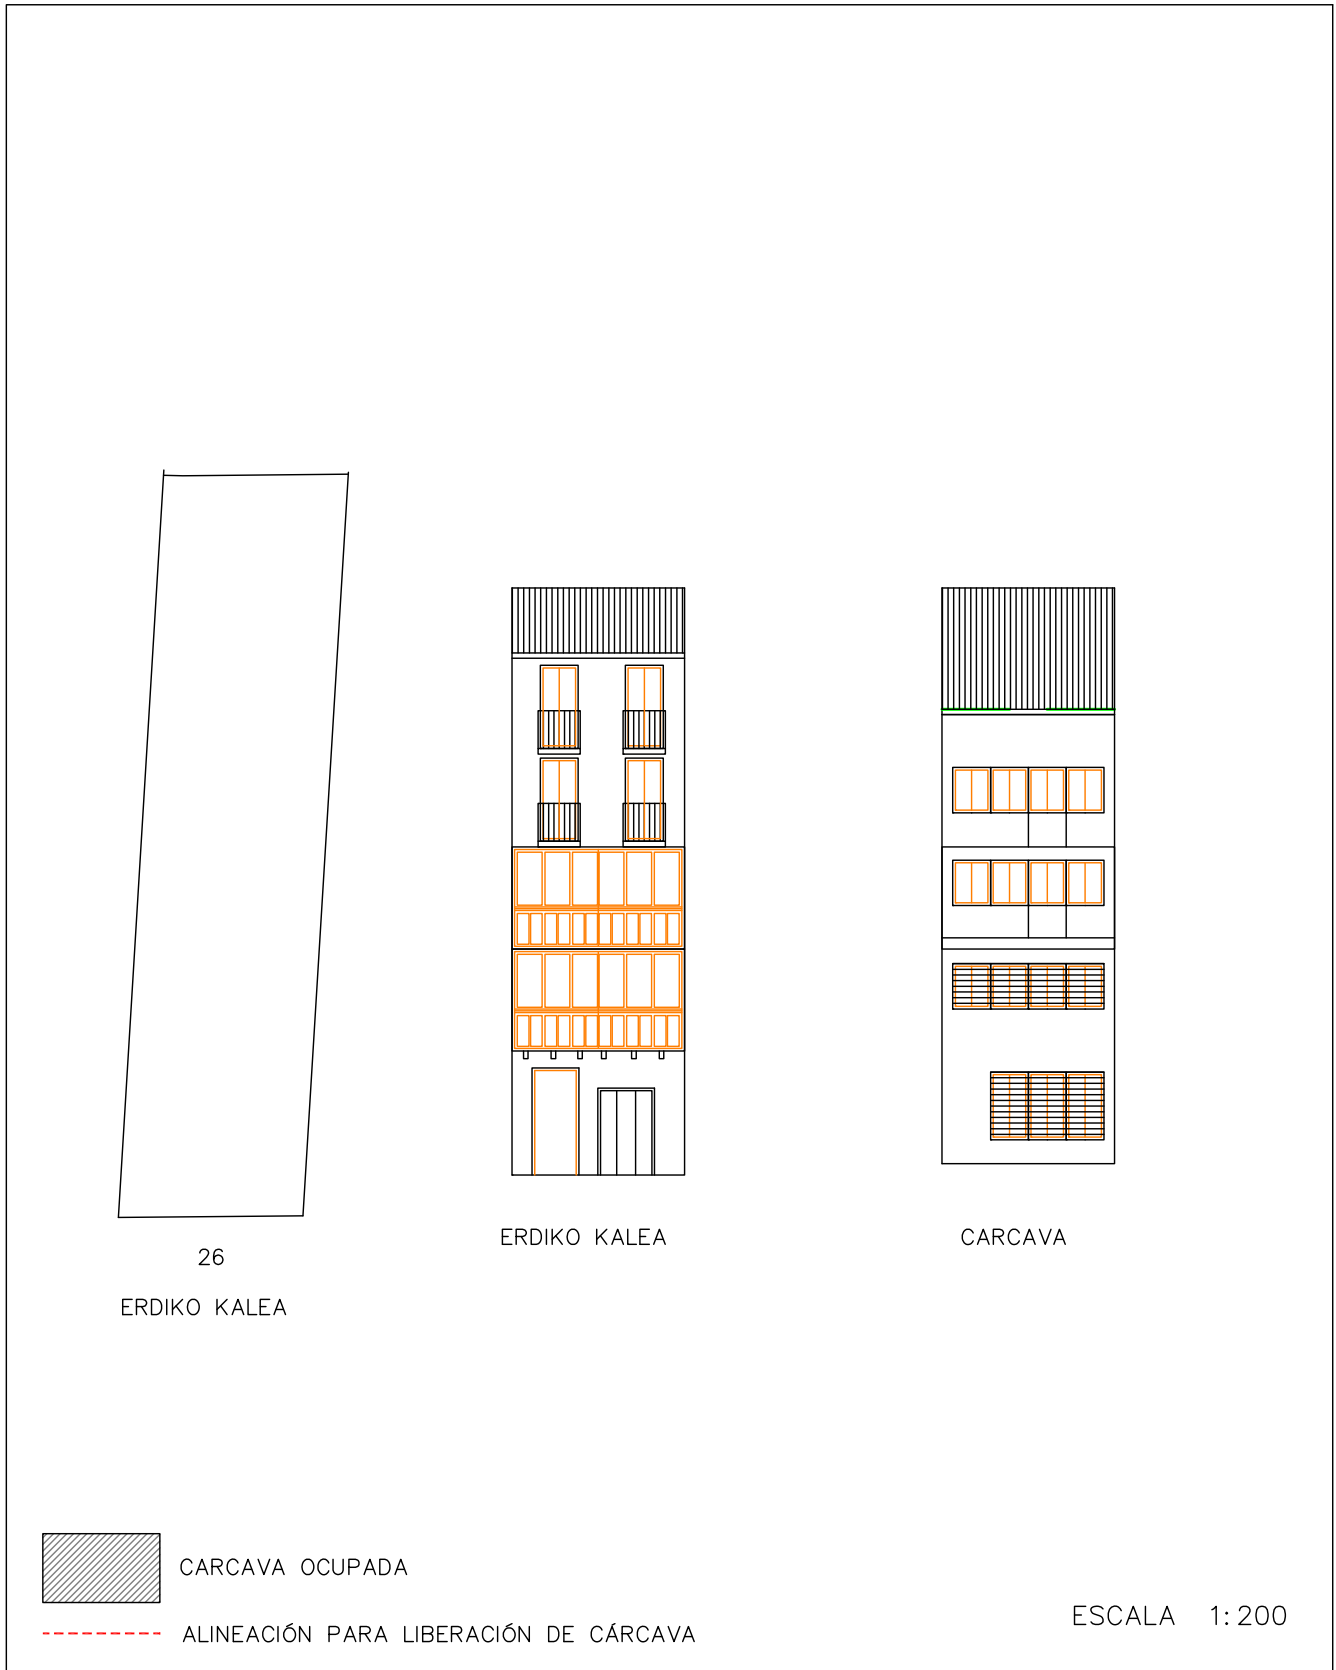 26
ERDIKO KALEA
ERDIKO KALEA
CARCAVA
CARCAVA OCUPADA
ALINEACIÓN PARA LIBERACIÓN DE CÁRCAVA
ESCALA 1:200